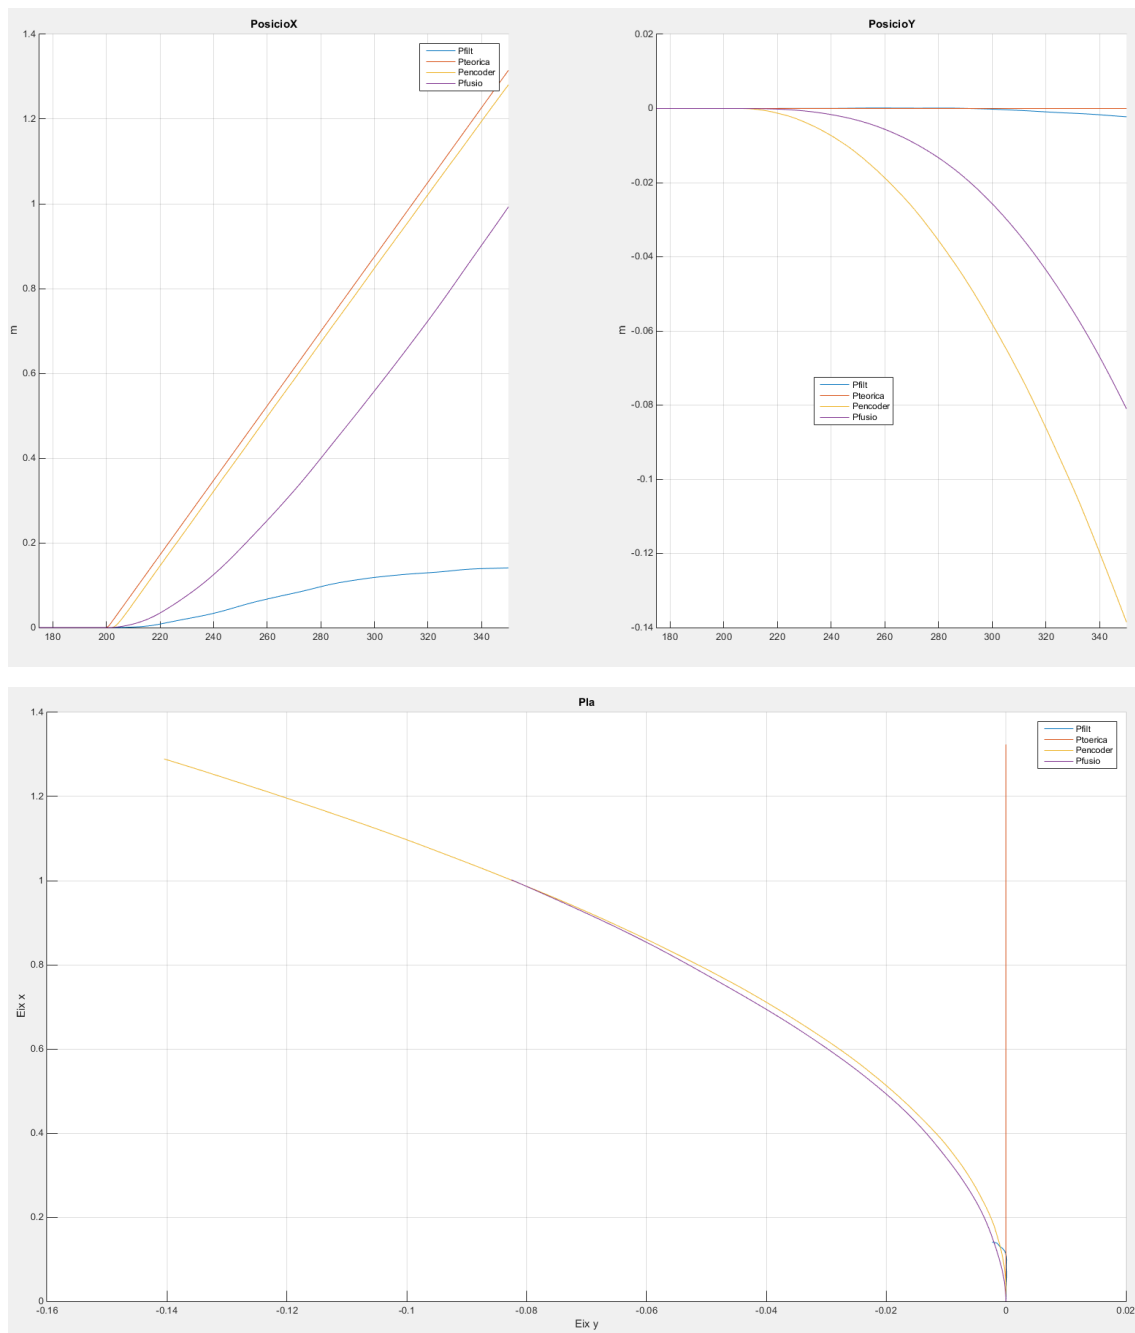 PosicioX
1.4
1.2
1
0.8
0.6
0.4
0.2
0
m
180 200 220 240 260 280 300 320 340
Pfilt
Pteorica
Pencoder
Pfusio
PosicioY
0.02
0
-0.02
-0.04
-0.06
-0.08
-0.1
-0.12
-0.14
m
180 200 220 240 260 280 300 320 340
Pfilt
Pteorica
Pencoder
Pfusio
Pla
1.4
1.2
1
0.8
0.6
0.4
0.2
0
Eix x
-0.16 -0.14 -0.12 -0.1 -0.08 -0.06 -0.04 -0.02 0 0.02
Eix y
Pfilt
Ptoerica
Pencoder
Pfusio